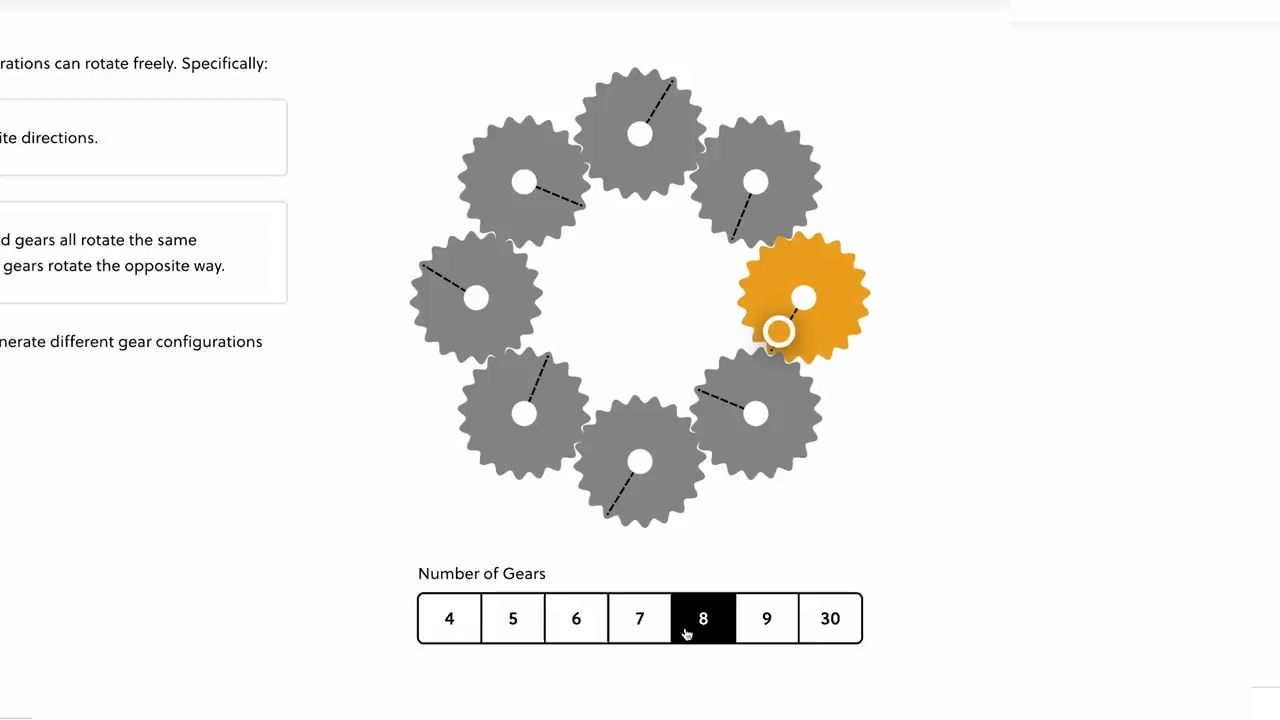 rations can rotate freely. Specifically:
ite directions.
d gears all rotate the same
gears rotate the opposite way.
nerate different gear configurations
Number of Gears
4 5 6 7 8 9 30